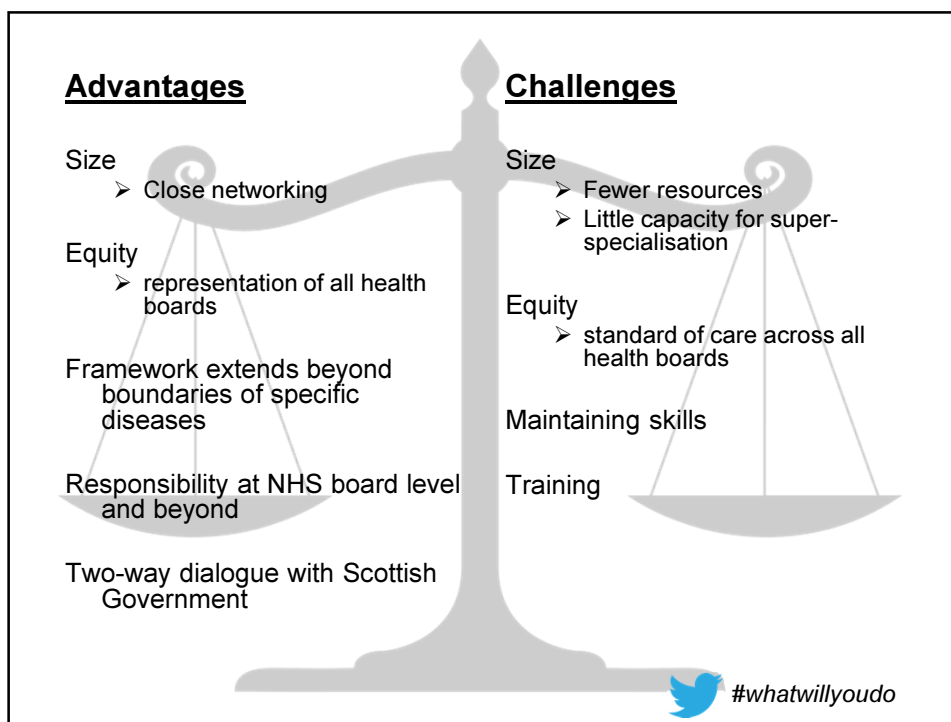 Advantages
Size
➢ Close networking
Equity
➢ representation of all health
boards
Framework extends beyond
boundaries of specific
diseases
Responsibility at NHS board level
and beyond
Two-way dialogue with Scottish
Government
Challenges
Size
➢ Fewer resources
➢ Little capacity for super-
specialisation
Equity
➢ standard of care across all
health boards
Maintaining skills
Training
#whatwillyoudo